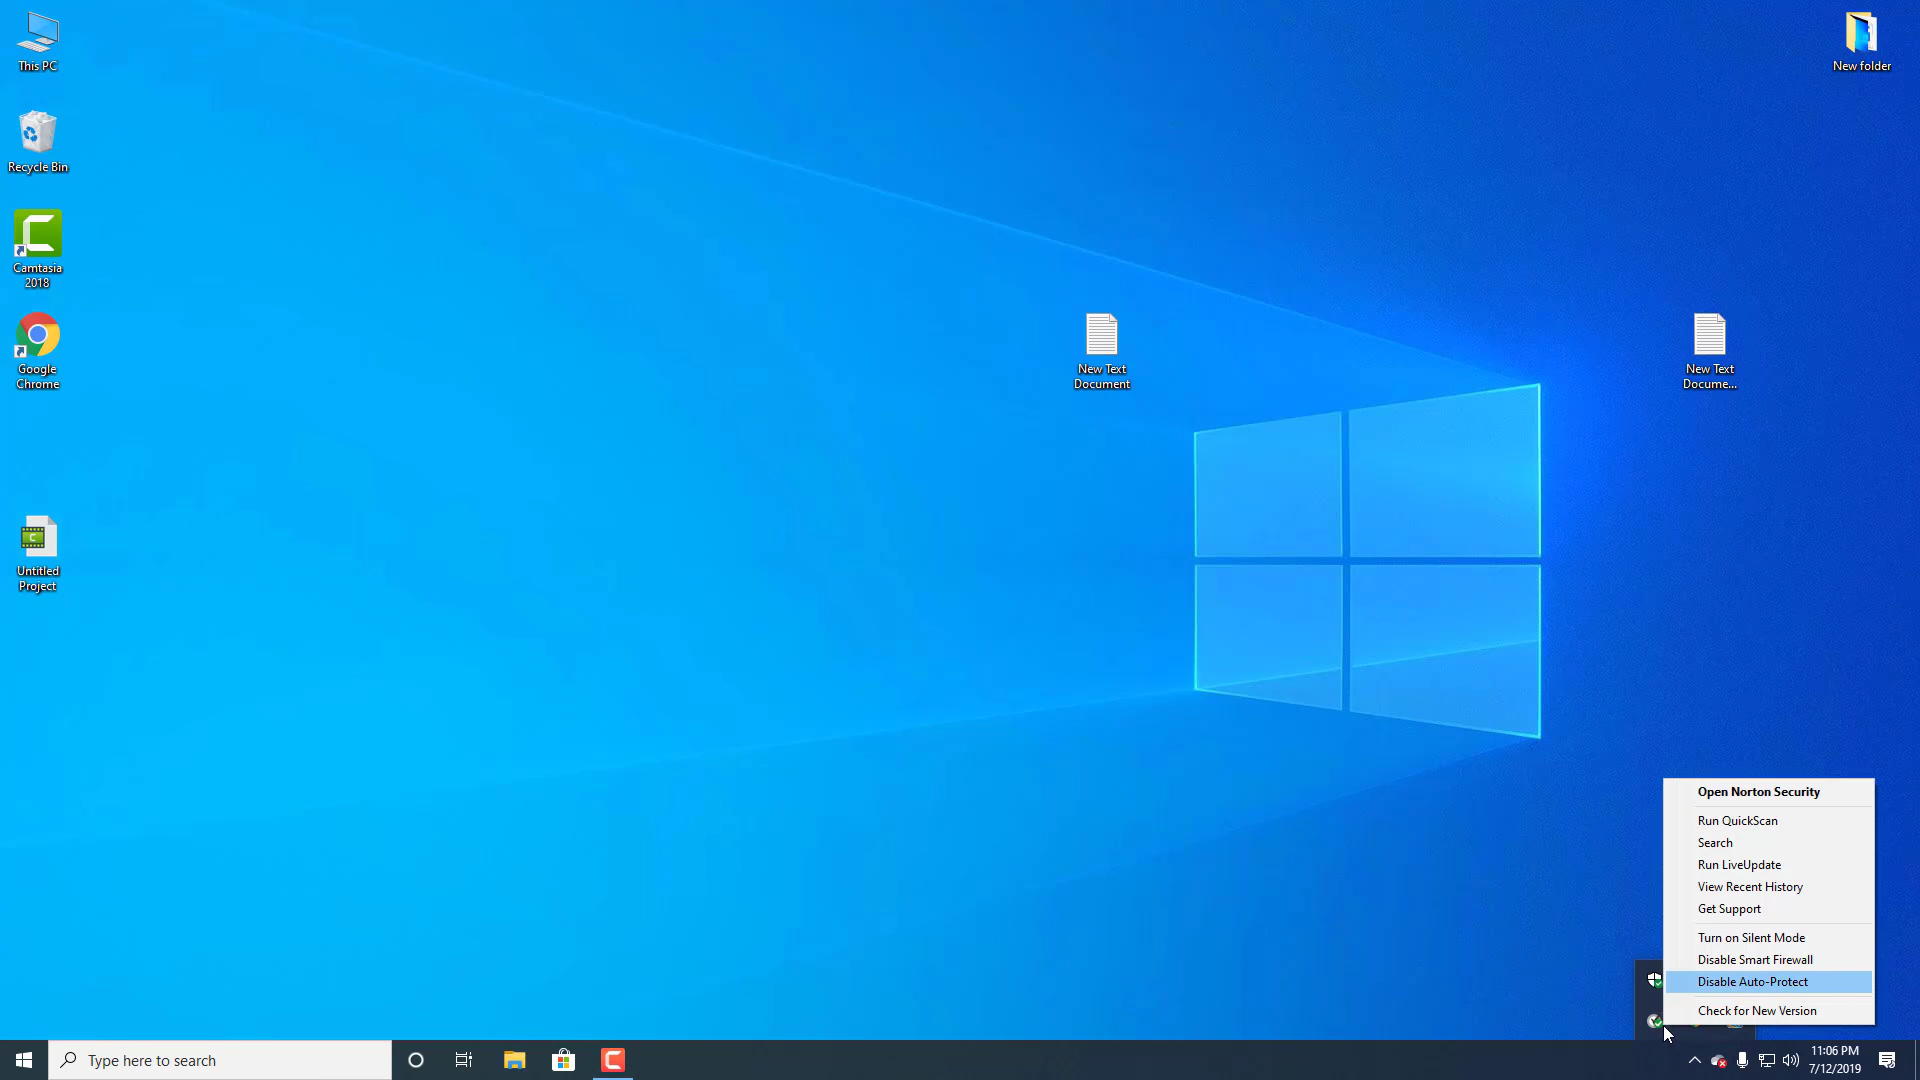 This PC
New folder
Recycle Bin
Camtasia
2018
Google
Chrome
New Text
Document
New Text
Docume...
C
Untitled
Project
Open Norton Security
Run QuickScan
Search
Run LiveUpdate
View Recent History
Get Support
Turn on Silent Mode
Disable Smart Firewall
Disable Auto-Protect
Check for New Version
Type here to search
11:06 PM
7/12/2019